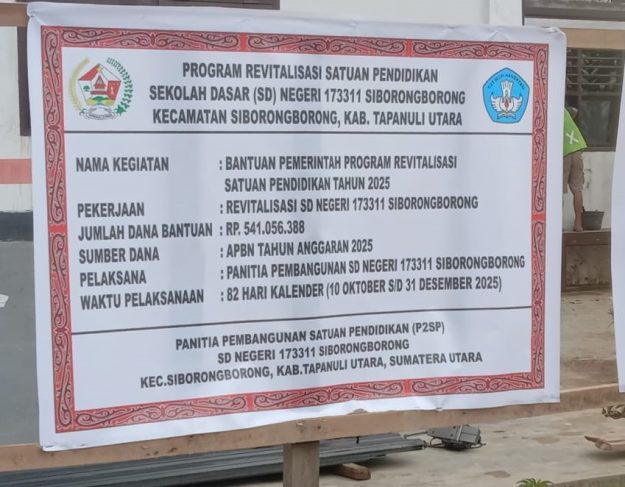 PROGRAM REVITALISASI SATUAN PENDIDIKAN
SEKOLAH DASAR (SD) NEGERI 173311 SIBORONGBORONG
KECAMATAN SIBORONGBORONG, KAB. TAPANULI UTARA
NAMA KEGIATAN : BANTUAN PEMERINTAH PROGRAM REVITALISASI
SATUAN PENDIDIKAN TAHUN 2025
PEKERJAAN : REVITALISASI SD NEGERI 173311 SIBORONGBORONG
JUMLAH DANA BANTUAN : RP. 541.056.388
SUMBER DANA : APBN TAHUN ANGGARAN 2025
PELAKSANA : PANITIA PEMBANGUNAN SD NEGERI 173311 SIBORONGBORONG
WAKTU PELAKSANAAN : 82 HARI KALENDER (10 OKTOBER S/D 31 DESEMBER 2025)
PANITIA PEMBANGUNAN SATUAN PENDIDIKAN (P2SP)
SD NEGERI 173311 SIBORONGBORONG
KEC.SIBORONGBORONG, KAB.TAPANULI UTARA, SUMATERA UTARA